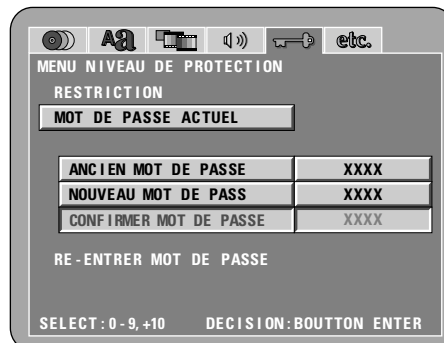 Aa etc.
MENU NIVEAU DE PROTECTION
RESTRICTION
MOT DE PASSE ACTUEL
ANCIEN MOT DE PASSE XXXX
NOUVEAU MOT DE PASS XXXX
CONFIRMER MOT DE PASSE XXXX
RE-ENTRER MOT DE PASSE
SELECT:0-9,+10 DECISION:BOUTTON ENTER